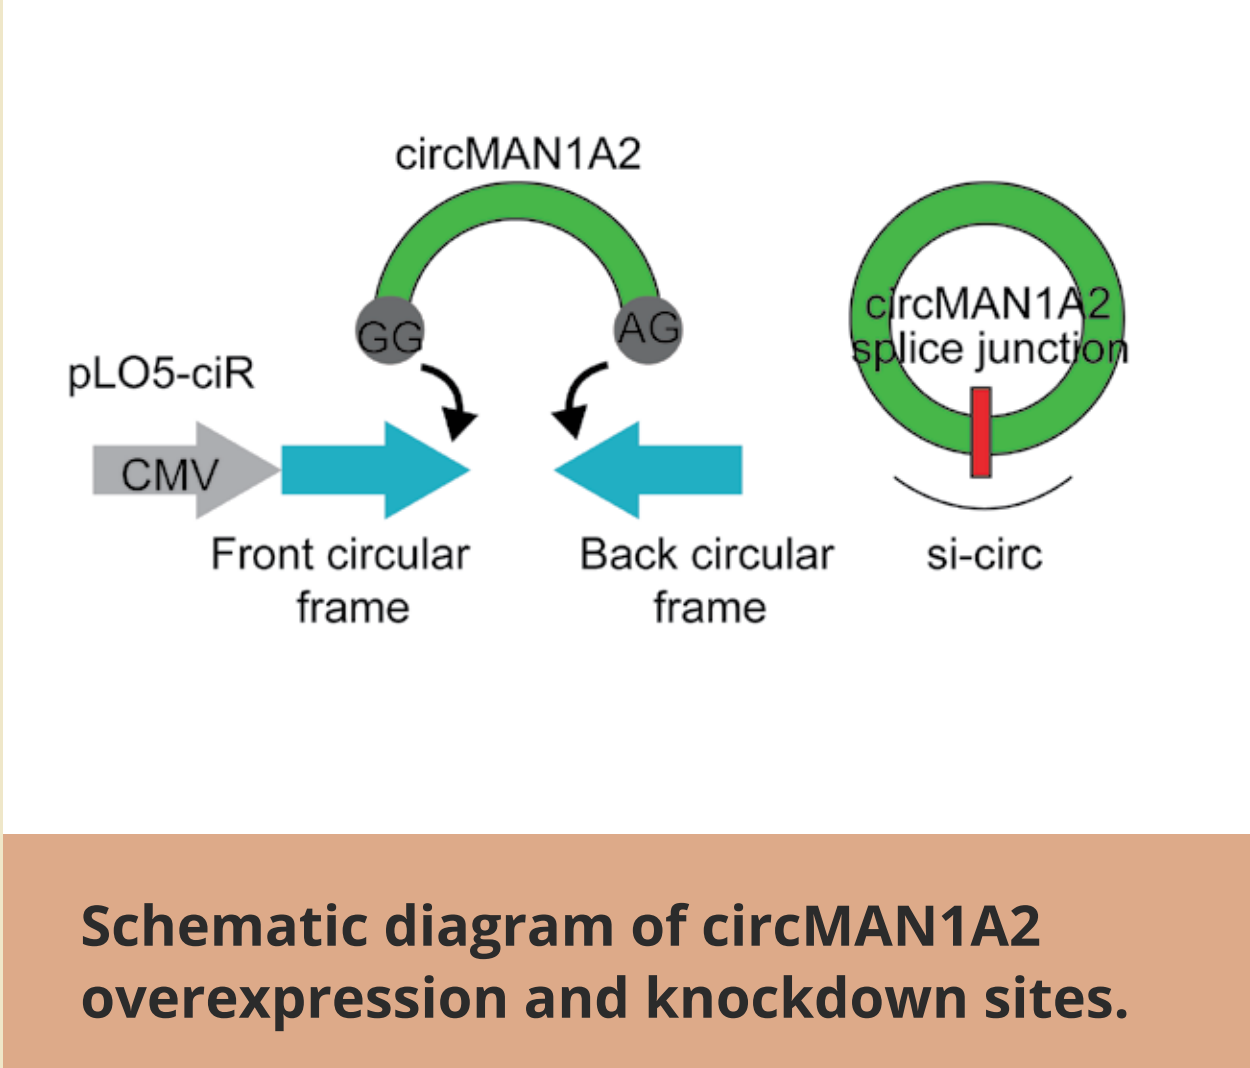 circMAN1A2
GG
AG
pLO5-ciR
CMV
Front circular
frame
Back circular
frame
circMAN1A2
splice junction
si-circ
Schematic diagram of circMAN1A2
overexpression and knockdown sites.